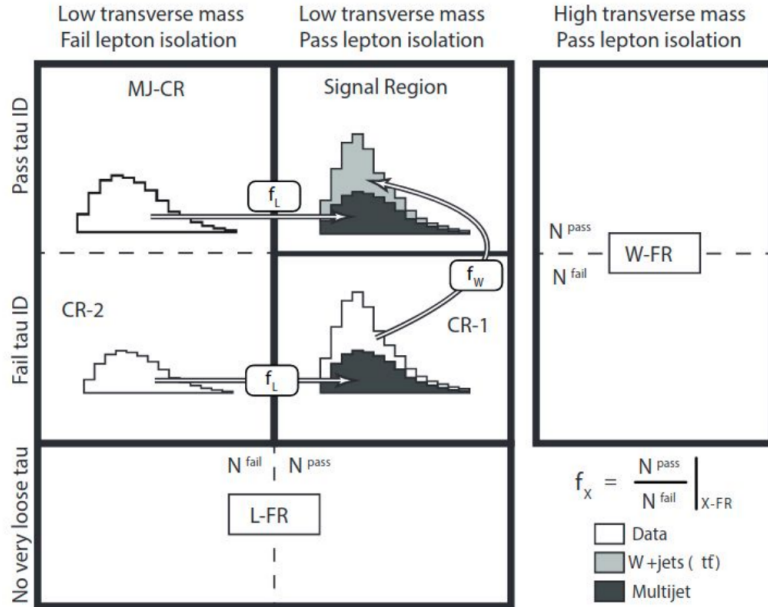 Low transverse mass
Fail lepton isolation
Low transverse mass
Pass lepton isolation
High transverse mass
Pass lepton isolation
Pass tau ID
MJ-CR
Signal Region
f_L
N^pass
W-FR
N^fail
f_W
Fail tau ID
CR-2
CR-1
f_L
No very loose tau
N^fail
N^pass
L-FR
f_X = N^pass / N^fail |X-FR
Data
W+jets ( tf)
Multijet